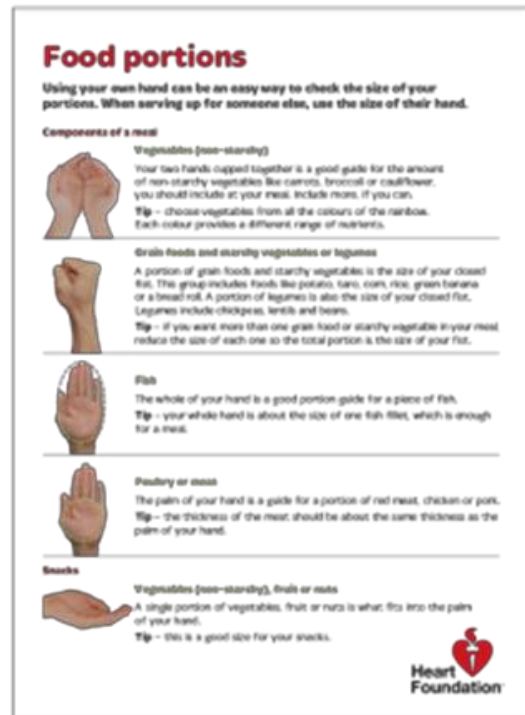 Food portions
Using your own hand can be an easy way to check the size of your
portions. When serving up for someone else, use the size of their hand.
Components of a meal
Vegetables (non-starchy)
Your two hands cupped together is a good guide for the amount
of non-starchy vegetables like carrots, broccoli or cauliflower,
you should include at your meal. Include more, if you can.
Tip – choose vegetables from all the colours of the rainbow.
Each colour provides a different range of nutrients.
Grain foods and starchy vegetables or legumes
A portion of grain foods and starchy vegetables is the size of your closed
fist. This group includes foods like potato, taro, corn, rice, green banana
or a bread roll. A portion of legumes is also the size of your closed fist.
Legumes include chickpeas, lentils and beans.
Tip – if you want more than one grain food or starchy vegetable in your meal
reduce the size of each one so the total portion is the size of your fist.
Fish
The whole of your hand is a good portion guide for a piece of fish.
Tip – your whole hand is about the size of one fish fillet, which is enough
for a meal.
Poultry or meat
The palm of your hand is a guide for a portion of red meat, chicken or pork.
Tip – the thickness of the meat should be about the same thickness as the
palm of your hand.
Snacks
Vegetables (non-starchy), fruit or nuts
A single portion of vegetables, fruit or nuts is what fits into the palm
of your hand.
Tip – this is a good size for your snacks.
Heart
Foundation